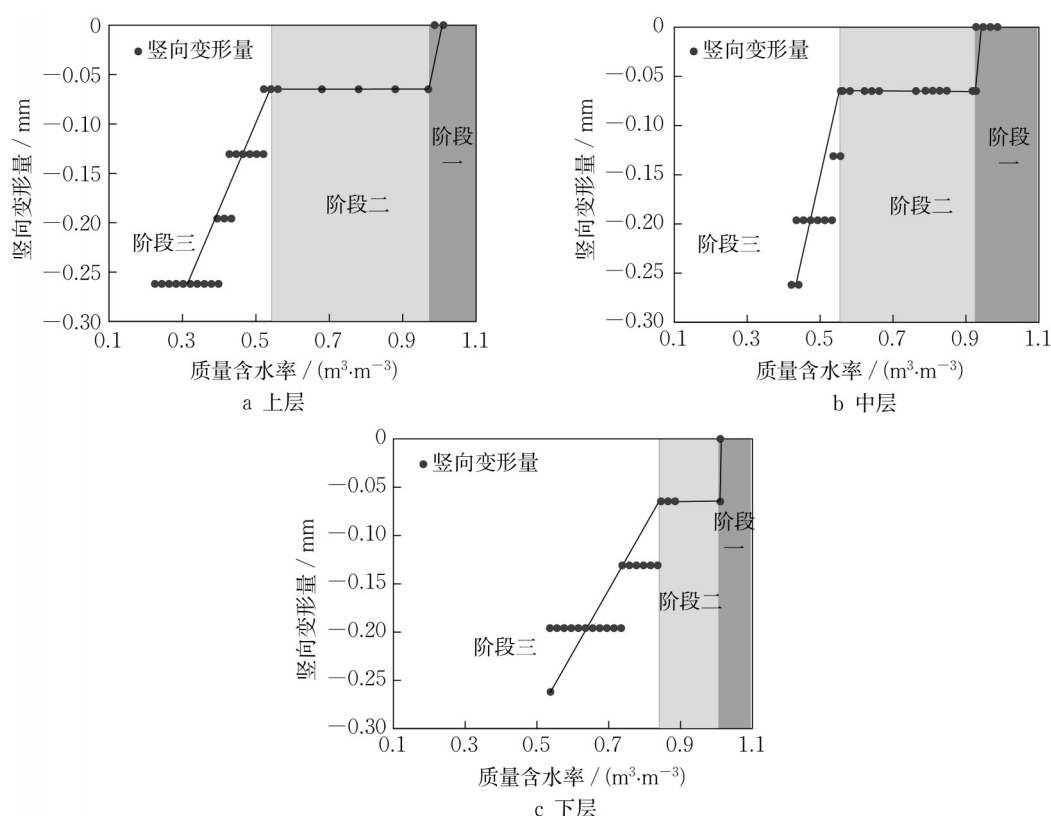 竖向变形量
竖向变形量 / mm
0
—0.05
—0.10
—0.15
—0.20
—0.25
—0.30
阶段一
阶段二
阶段三
0.1 0.3 0.5 0.7 0.9 1.1
质量含水率 / (m³·m⁻³)
a 上层
竖向变形量
竖向变形量 / mm
0
—0.05
—0.10
—0.15
—0.20
—0.25
—0.30
阶段一
阶段二
阶段三
0.1 0.3 0.5 0.7 0.9 1.1
质量含水率 / (m³·m⁻³)
b 中层
竖向变形量
竖向变形量 / mm
0
—0.05
—0.10
—0.15
—0.20
—0.25
—0.30
阶段一
阶段二
阶段三
0.1 0.3 0.5 0.7 0.9 1.1
质量含水率 / (m³·m⁻³)
c 下层